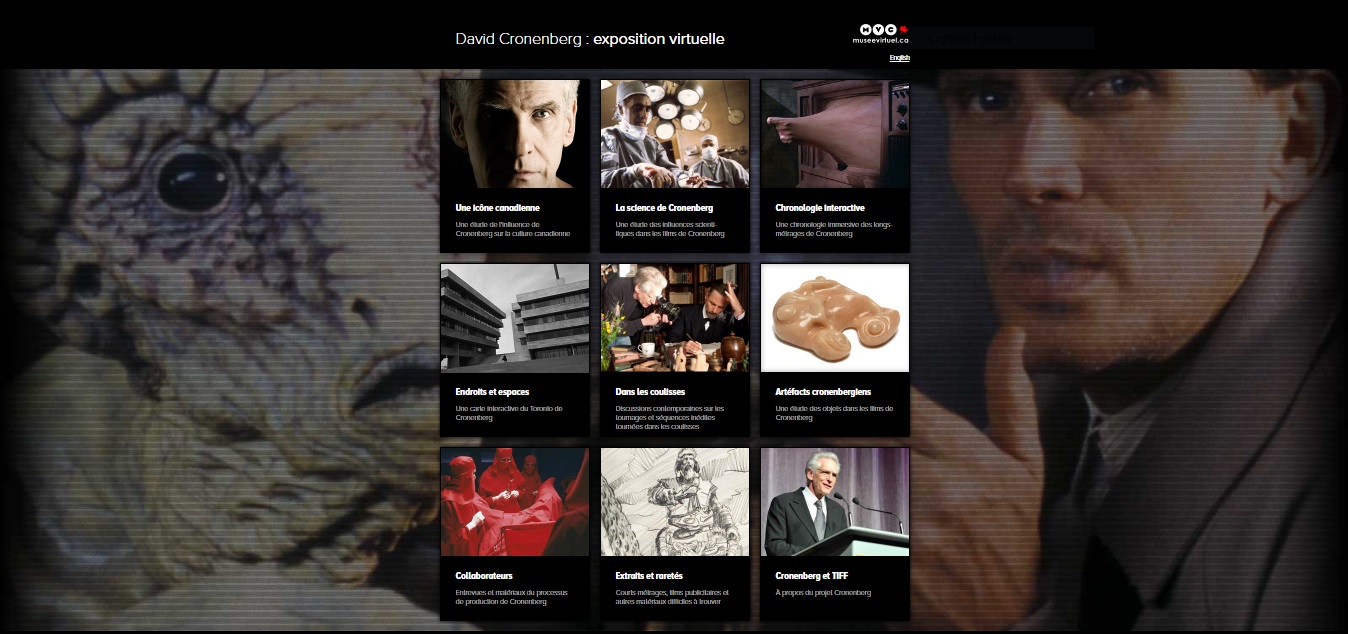 David Cronenberg : exposition virtuelle
MVC
museevirtuel.ca
Capture Fenêtre
English
Une icône canadienne
Une étude de l'influence de
Cronenberg sur la culture canadienne
La science de Cronenberg
Une étude des influences scienti-
fiques dans les films de Cronenberg
Chronologie interactive
Une chronologie immersive des longs-
métrages de Cronenberg
Endroits et espaces
Une carte interactive du Toronto de
Cronenberg
Dans les coulisses
Discussions contemporaines sur les
tournages et séquences inédites
tournées dans les coulisses
Artéfacts cronenbergiens
Une étude des objets dans les films de
Cronenberg
Collaborateurs
Entrevues et matériaux du processus
de production de Cronenberg
Extraits et raretés
Courts-métrages, films publicitaires et
autres matériaux difficiles à trouver
Cronenberg et TIFF
À propos du projet Cronenberg